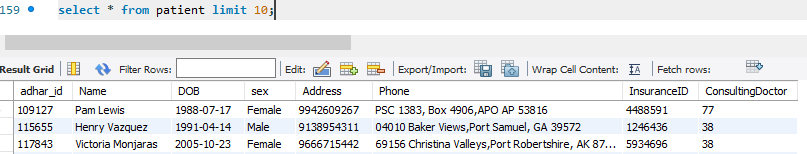 159 select * from patient limit 10;
Result Grid Filter Rows: Edit: Export/Import: Wrap Cell Content: Fetch rows:
adhar_id Name DOB sex Address Phone InsuranceID ConsultingDoctor
109127 Pam Lewis 1988-07-17 Female 9942609267 PSC 1383, Box 4906,APO AP 53816 4488591 77
115655 Henry Vazquez 1991-04-14 Male 9138954311 04010 Baker Views,Port Samuel, GA 39572 1246436 38
117843 Victoria Monjaras 2005-10-23 Female 9666715442 69156 Christina Valleys,Port Robertshire, AK 87... 5934696 38